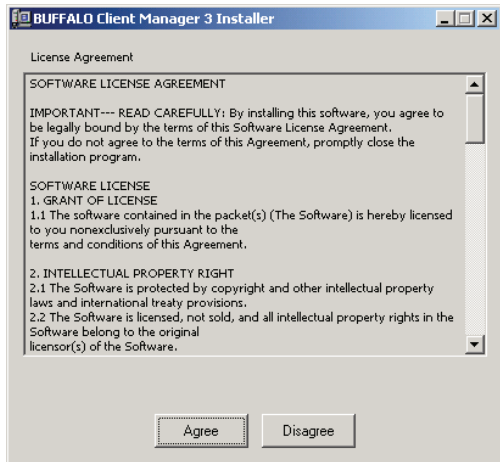 BUFFALO Client Manager 3 Installer
License Agreement
SOFTWARE LICENSE AGREEMENT
IMPORTANT--- READ CAREFULLY: By installing this software, you agree to
be legally bound by the terms of this Software License Agreement.
If you do not agree to the terms of this Agreement, promptly close the
installation program.
SOFTWARE LICENSE
1. GRANT OF LICENSE
1.1 The software contained in the packet(s) (The Software) is hereby licensed
to you nonexclusively pursuant to the
terms and conditions of this Agreement.
2. INTELLECTUAL PROPERTY RIGHT
2.1 The Software is protected by copyright and other intellectual property
laws and international treaty provisions.
2.2 The Software is licensed, not sold, and all intellectual property rights in the
Software belong to the original
licensor(s) of the Software.
Agree Disagree